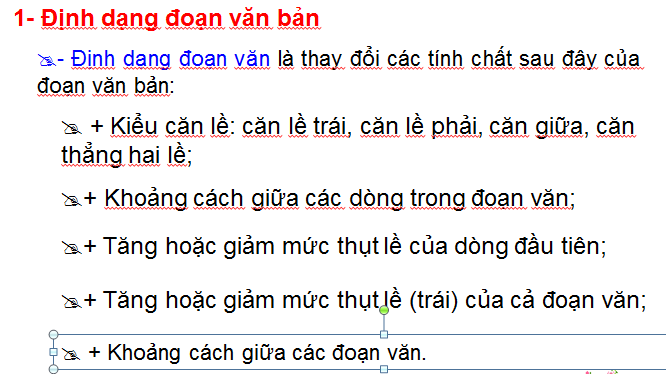 1- Định dạng đoạn văn bản
- Định dạng đoạn văn là thay đổi các tính chất sau đây của
đoạn văn bản:
+ Kiểu căn lề: căn lề trái, căn lề phải, căn giữa, căn
thẳng hai lề;
+ Khoảng cách giữa các dòng trong đoạn văn;
+ Tăng hoặc giảm mức thụt lề của dòng đầu tiên;
+ Tăng hoặc giảm mức thụt lề (trái) của cả đoạn văn;
+ Khoảng cách giữa các đoạn văn.